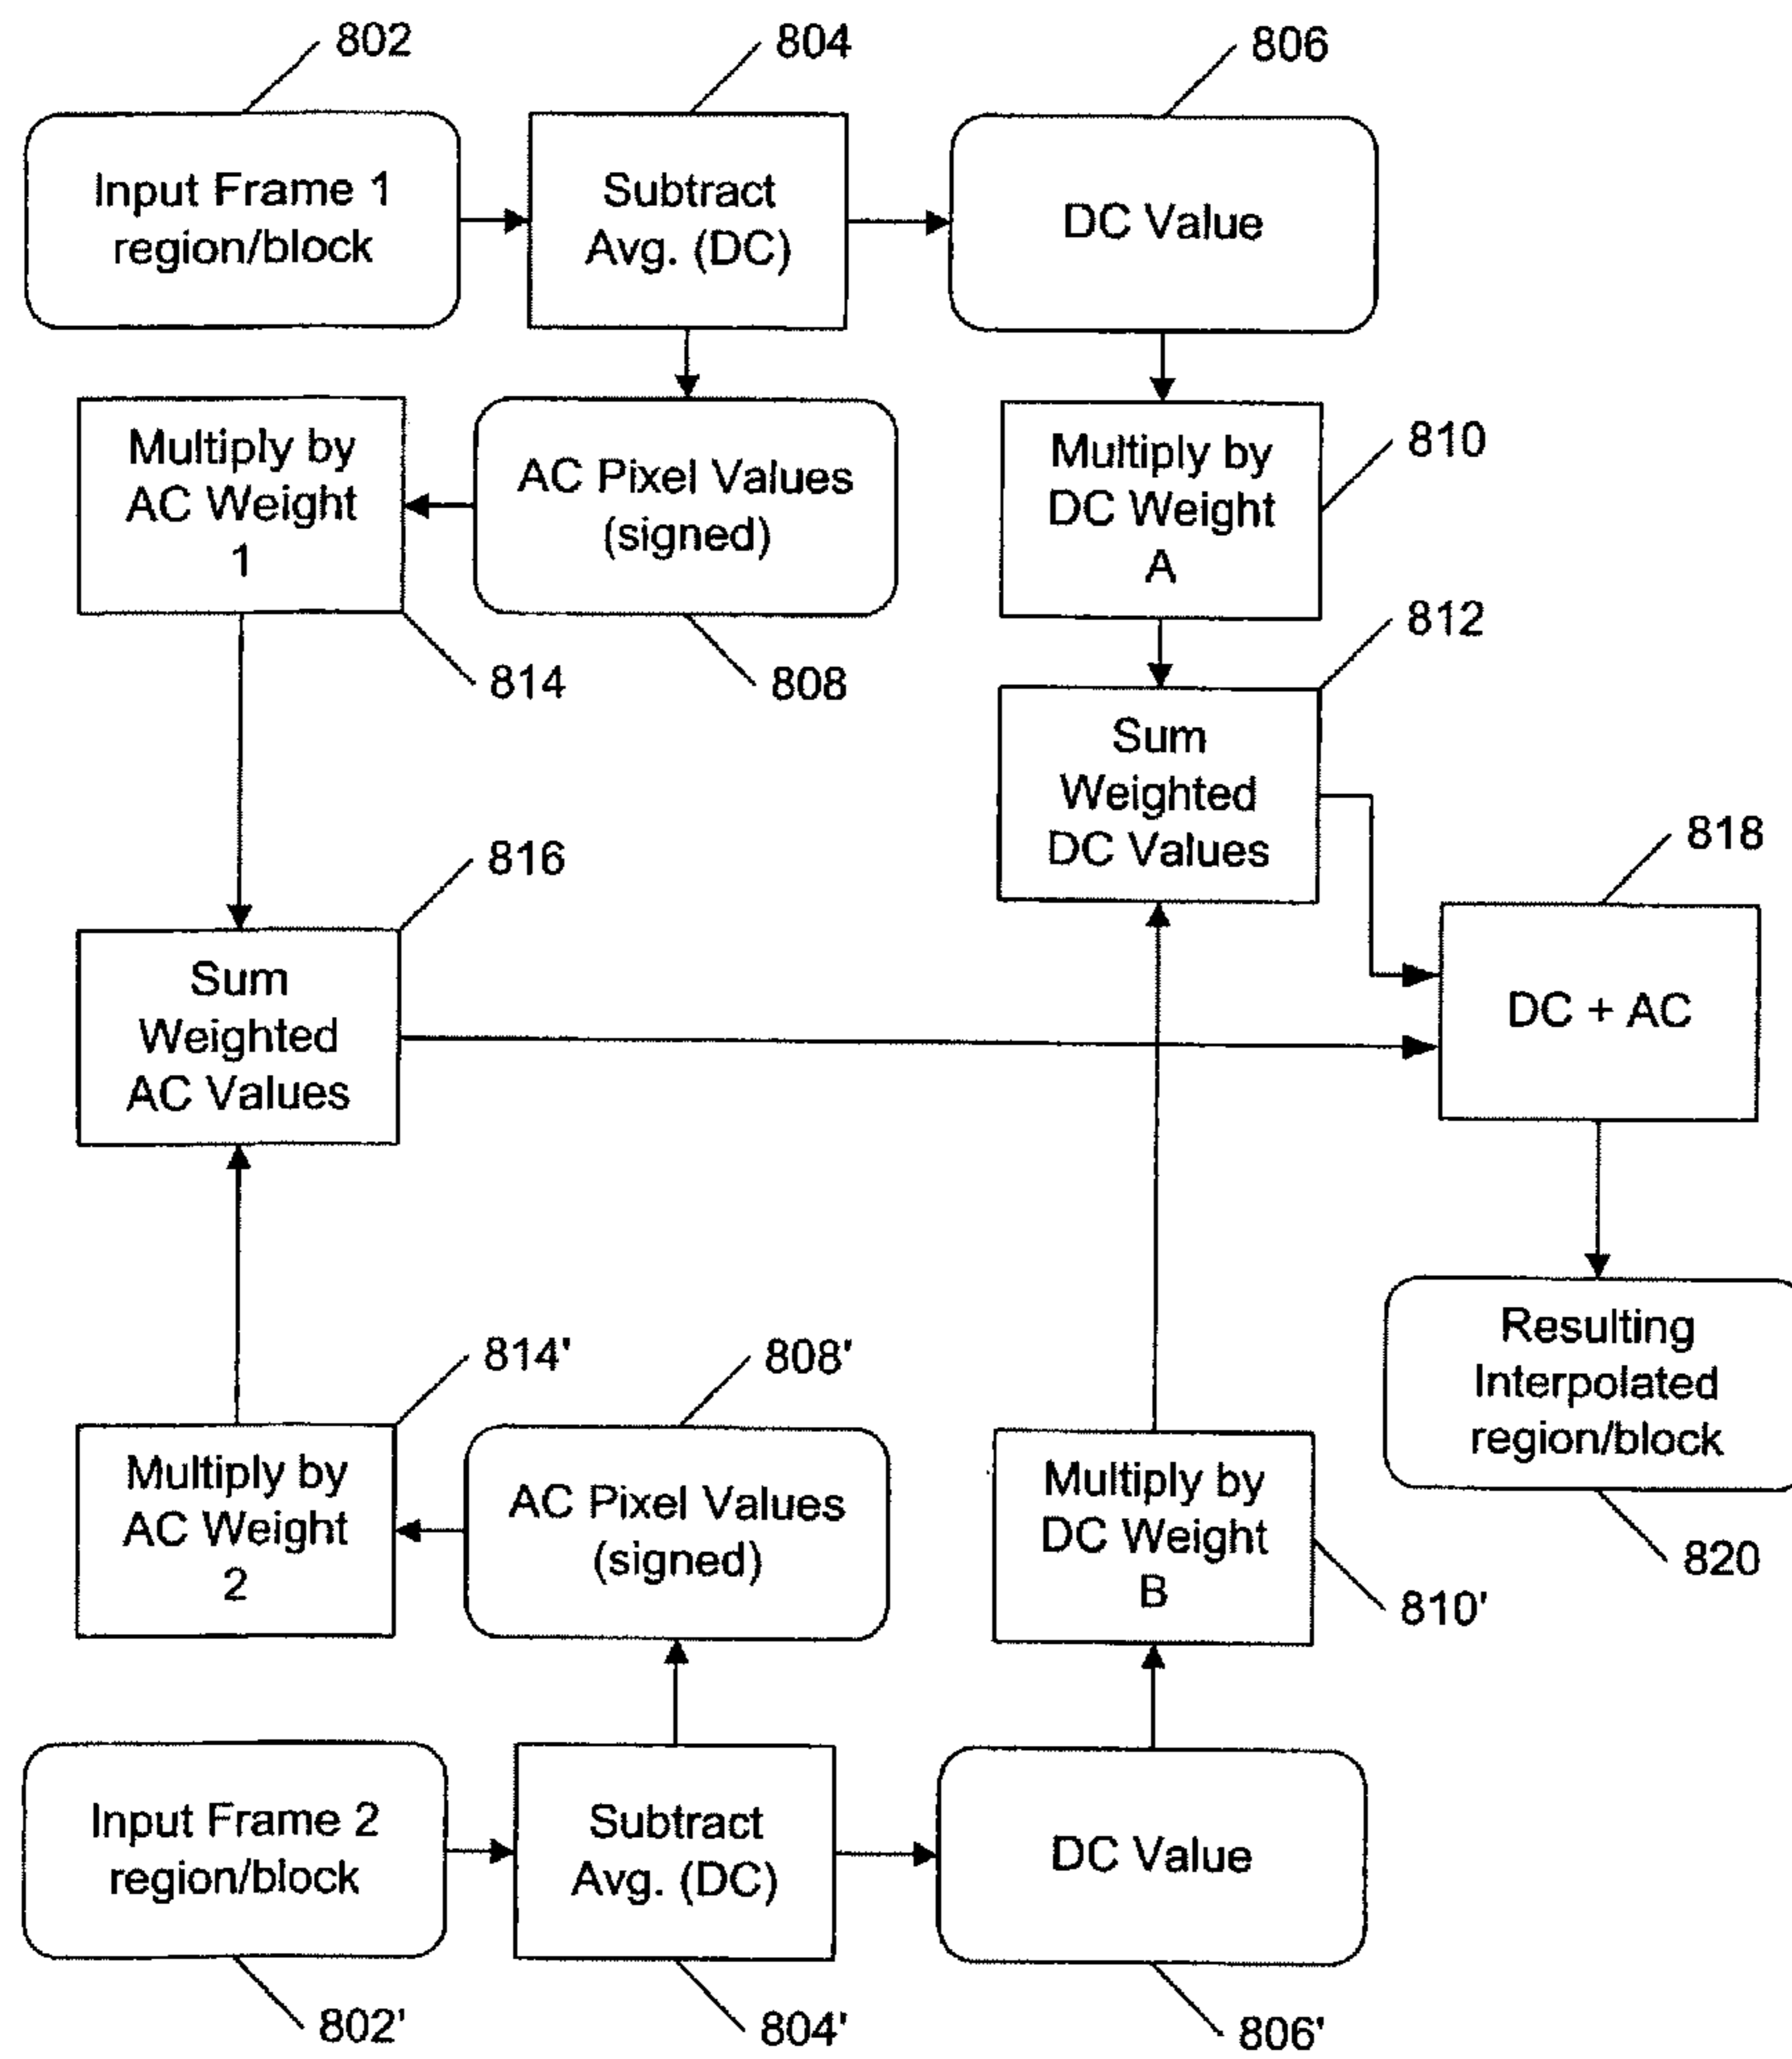 802
804
806
Input Frame 1
region/block
Subtract
Avg. (DC)
DC Value
Multiply by
AC Weight
1
AC Pixel Values
(signed)
Multiply by
DC Weight
A
810
814
808
812
Sum
Weighted
DC Values
816
818
Sum
Weighted
AC Values
DC + AC
814'
808'
Resulting
Interpolated
region/block
Multiply by
AC Weight
2
AC Pixel Values
(signed)
Multiply by
DC Weight
B
820
810'
Input Frame 2
region/block
Subtract
Avg. (DC)
DC Value
802'
804'
806'